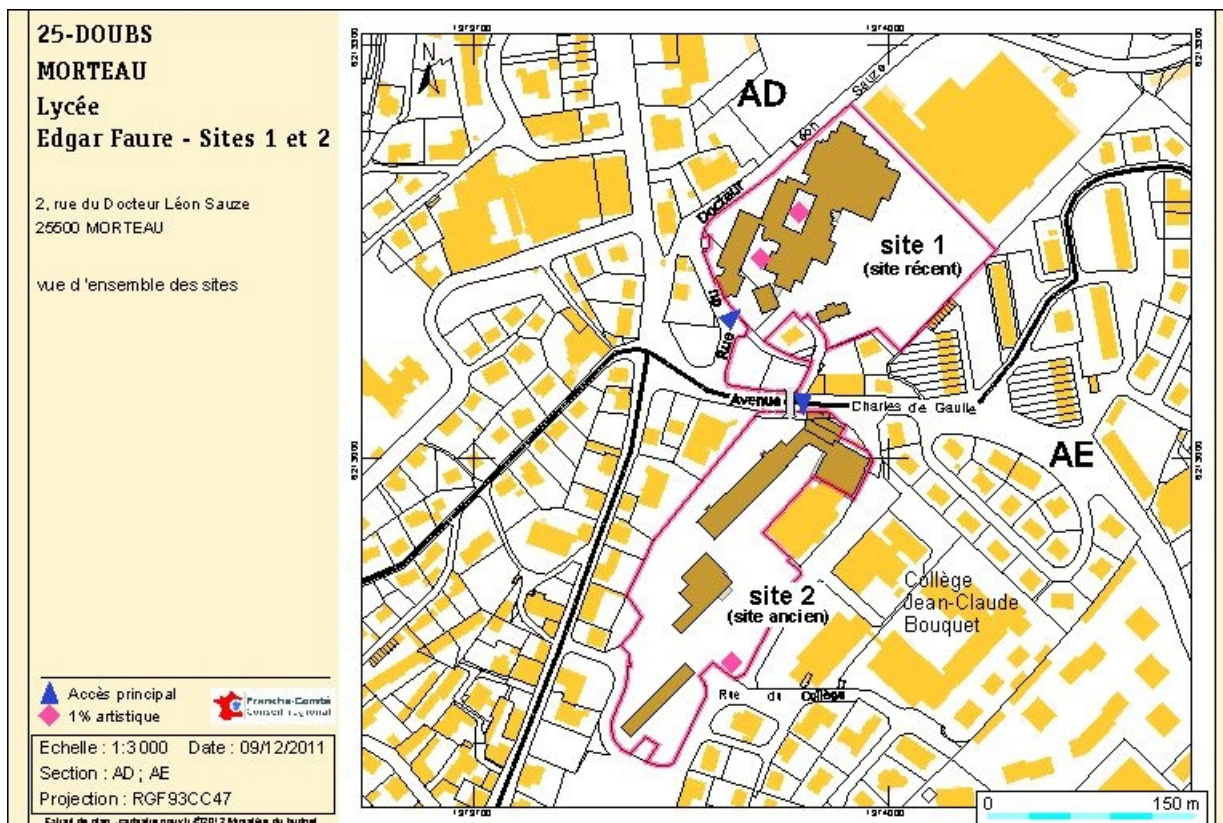 25-DOUBS
MORTEAU
Lycée
Edgar Faure - Sites 1 et 2
2, rue du Docteur Léon Sauze
25500 MORTEAU
vue d'ensemble des sites
Accès principal
1% artistique
Franche-Comté
Conseil régional
Echelle : 1:3000 Date : 09/12/2011
Section : AD ; AE
Projection : RGF93CC47
N
AD
Rue du Docteur Léon Sauze
site 1
(site récent)
Avenue
Charles de Gaulle
AE
site 2
(site ancien)
Collège
Jean-Claude
Bouquet
Rue du Collège
0 150 m